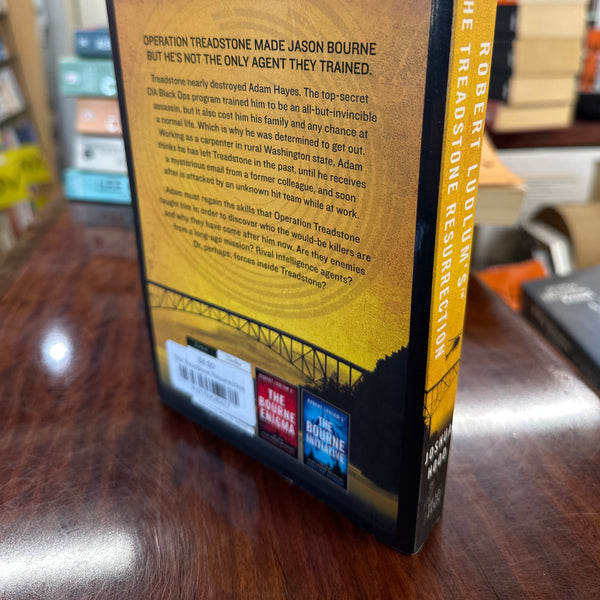 OPERATION TREADSTONE MADE JASON BOURNE
BUT HE'S NOT THE ONLY AGENT THEY TRAINED.
Treadstone nearly destroyed Adam Hayes. The top-secret
CIA Black Ops program trained him to be an all-but-invincible
assassin, but it also cost him his family and any chance at
a normal life. Which is why he was determined to get out.
Working as a carpenter in rural Washington state, Adam
thinks he has left Treadstone in the past, until he receives
a mysterious email from a former colleague, and soon
after is attacked by an unknown hit team while at work.
Adam must regain the skills that Operation Treadstone
taught him in order to discover who the would-be killers are
and why they have come after him now. Are they enemies
from a long-ago mission? Rival intelligence agents?
Or, perhaps, forces inside Treadstone?
ROBERT LUDLUM'S
THE BOURNE
ENIGMA
ROBERT LUDLUM'S
THE
BOURNE
INITIATIVE
ROBERT LUDLUM'S™
THE TREADSTONE RESURRECTION
JOSHUA
HOOD